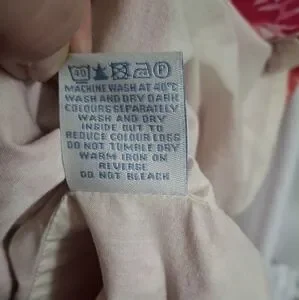 40 P
MACHINE WASH AT 40°C
WASH AND DRY DARK
COLOURS SEPARATELY
WASH AND DRY
INSIDE OUT TO
REDUCE COLOUR LOSS
DO NOT TUMBLE DRY
WARM IRON ON
REVERSE
DO NOT BLEACH